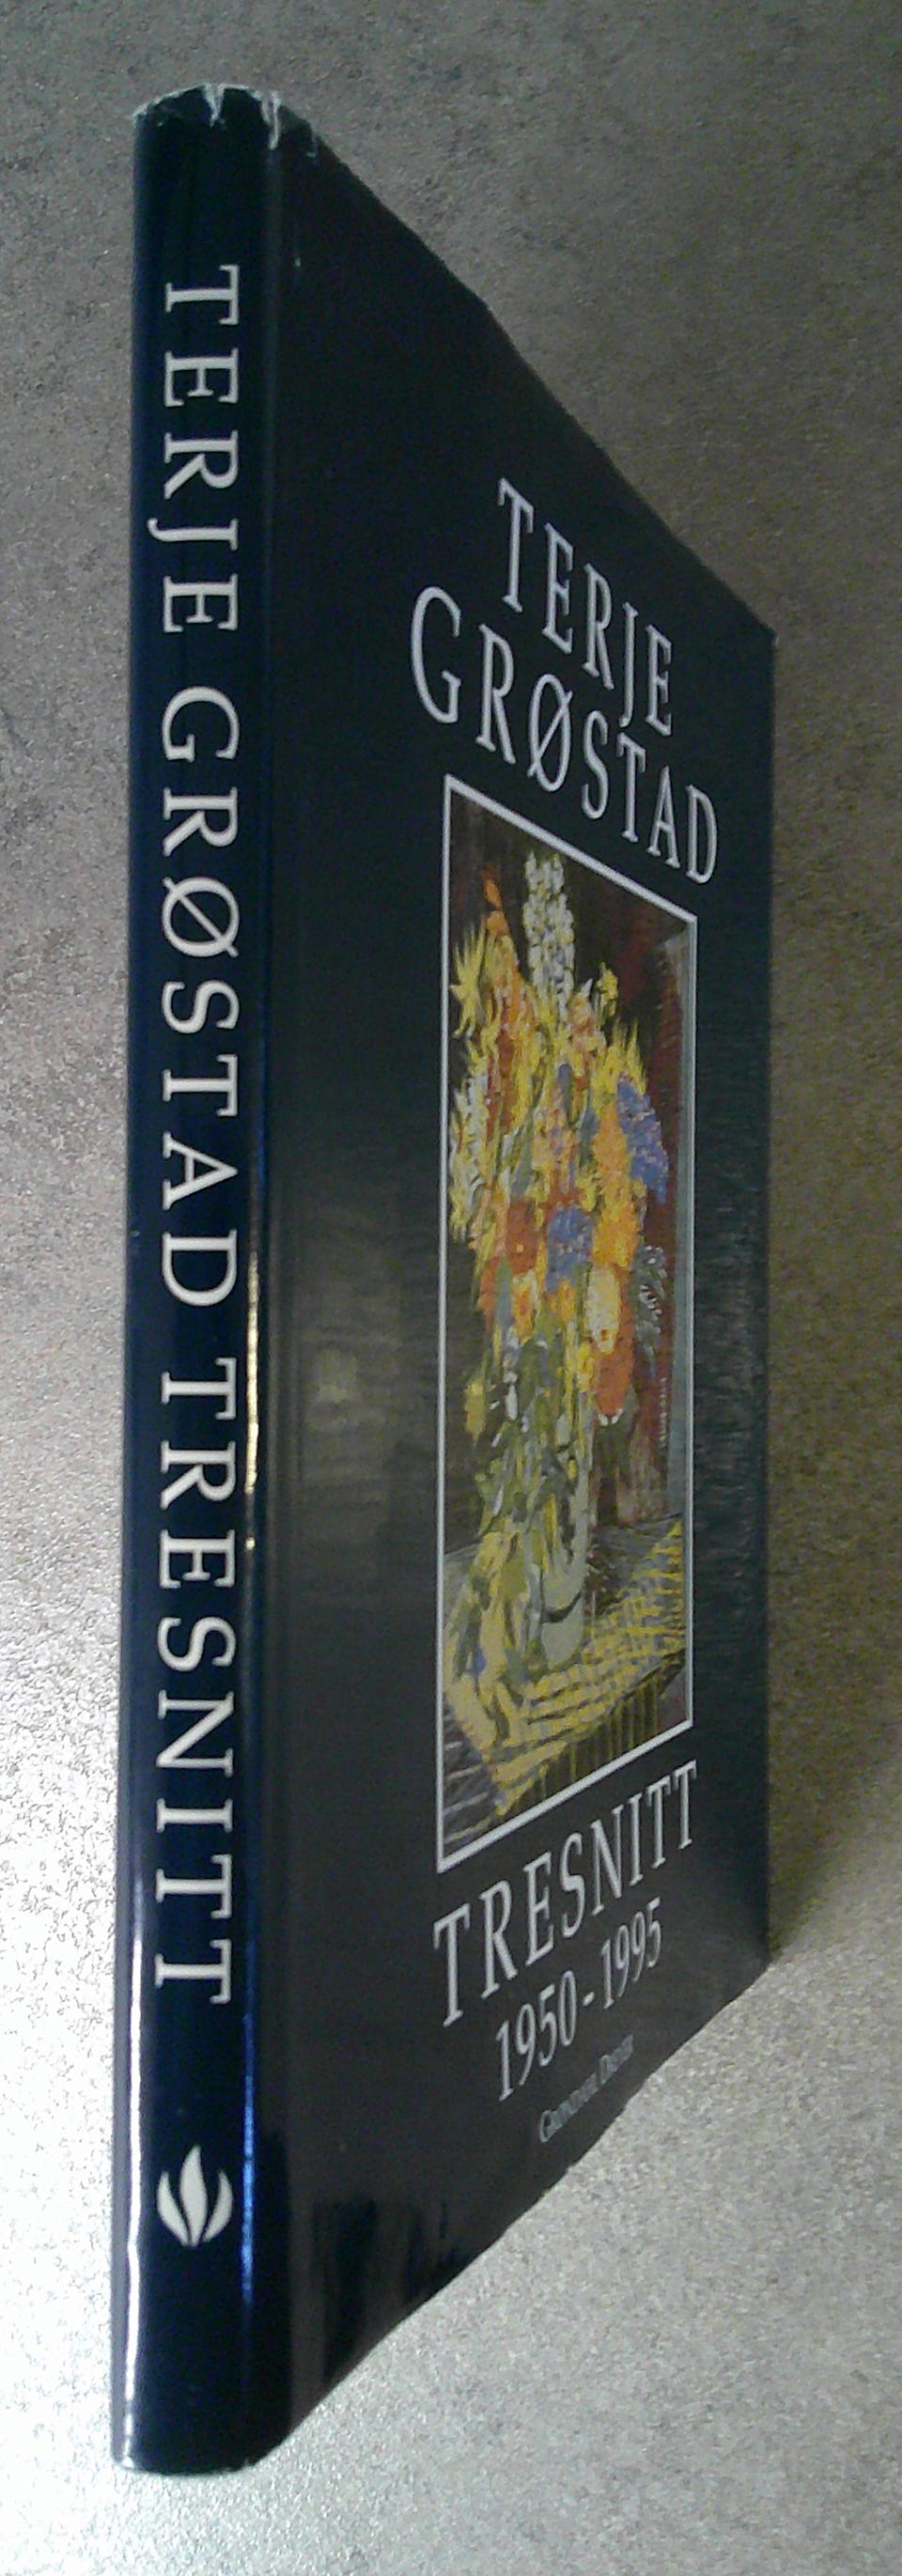 TERJE GRØSTAD TRESNITT
TERJE
GRØSTAD
TRESNITT
1950-1995